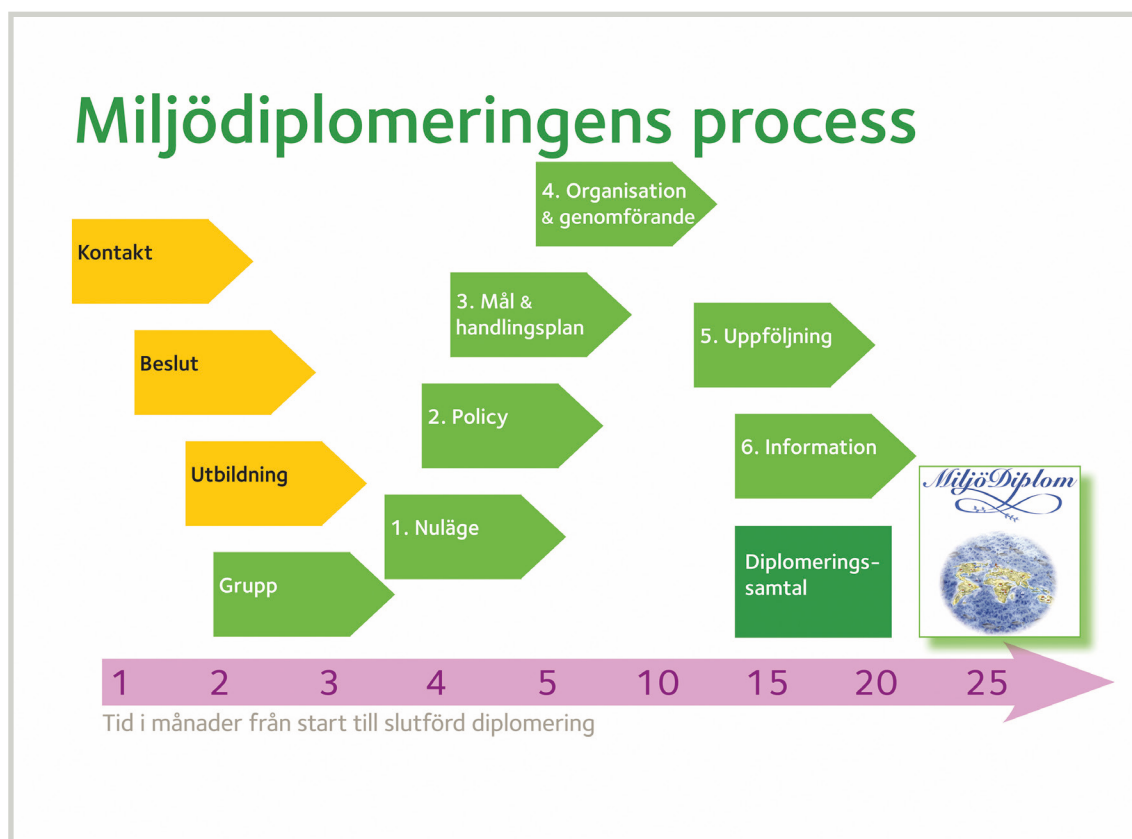 Miljödiplomeringens process
Kontakt
Beslut
Utbildning
Grupp
1. Nuläge
2. Policy
3. Mål &
handlingsplan
4. Organisation
& genomförande
5. Uppföljning
6. Information
Diplomerings-
samtal
MiljöDiplom
1 2 3 4 5 10 15 20 25
Tid i månader från start till slutförd diplomering